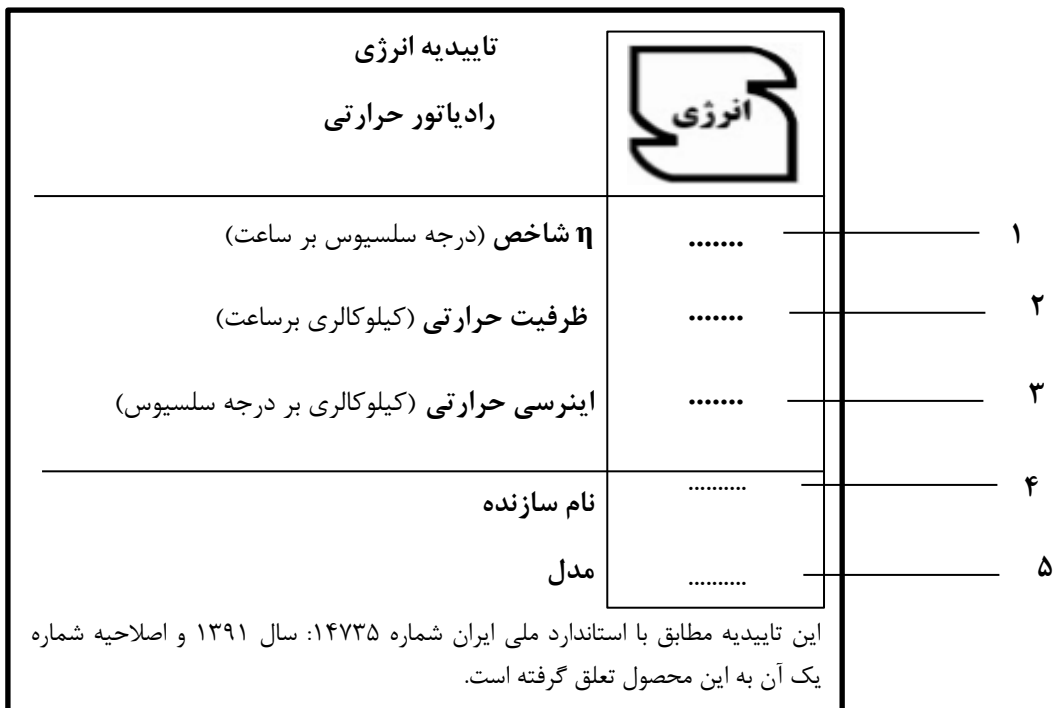 تاییدیه انرژی
رادیاتور حرارتی
انرژی
η شاخص (درجه سلسیوس بر ساعت) ....... ۱
ظرفیت حرارتی (کیلوکالری برساعت) ....... ۲
اینرسی حرارتی (کیلوکالری بر درجه سلسیوس) ....... ۳
نام سازنده .......... ۴
مدل .......... ۵
این تاییدیه مطابق با استاندارد ملی ایران شماره ۱۴۷۳۵: سال ۱۳۹۱ و اصلاحیه شماره
یک آن به این محصول تعلق گرفته است.